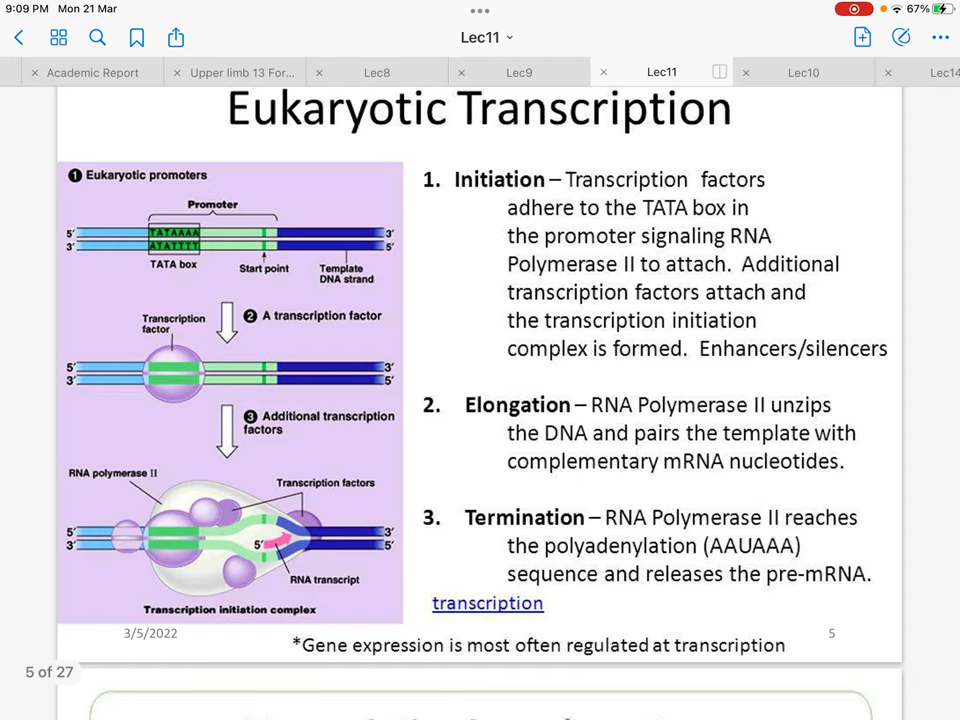 9:09 PM Mon 21 Mar
67%
Lec11
Academic Report
Upper limb 13 For...
Lec8
Lec9
Lec11
Lec10
Lec14
Eukaryotic Transcription
1 Eukaryotic promoters
Promoter
5′ TATAAAA 3′
3′ ATATTTT 5′
TATA box
Start point
Template
DNA strand
Transcription
factor
2 A transcription factor
5′ 3′
3′ 5′
3 Additional transcription
factors
RNA polymerase II
Transcription factors
5′ 3′
3′ 5′ 5′
RNA transcript
Transcription initiation complex
1. Initiation – Transcription factors
adhere to the TATA box in
the promoter signaling RNA
Polymerase II to attach. Additional
transcription factors attach and
the transcription initiation
complex is formed. Enhancers/silencers
2. Elongation – RNA Polymerase II unzips
the DNA and pairs the template with
complementary mRNA nucleotides.
3. Termination – RNA Polymerase II reaches
the polyadenylation (AAUAAA)
sequence and releases the pre-mRNA.
transcription
3/5/2022
5
*Gene expression is most often regulated at transcription
5 of 27